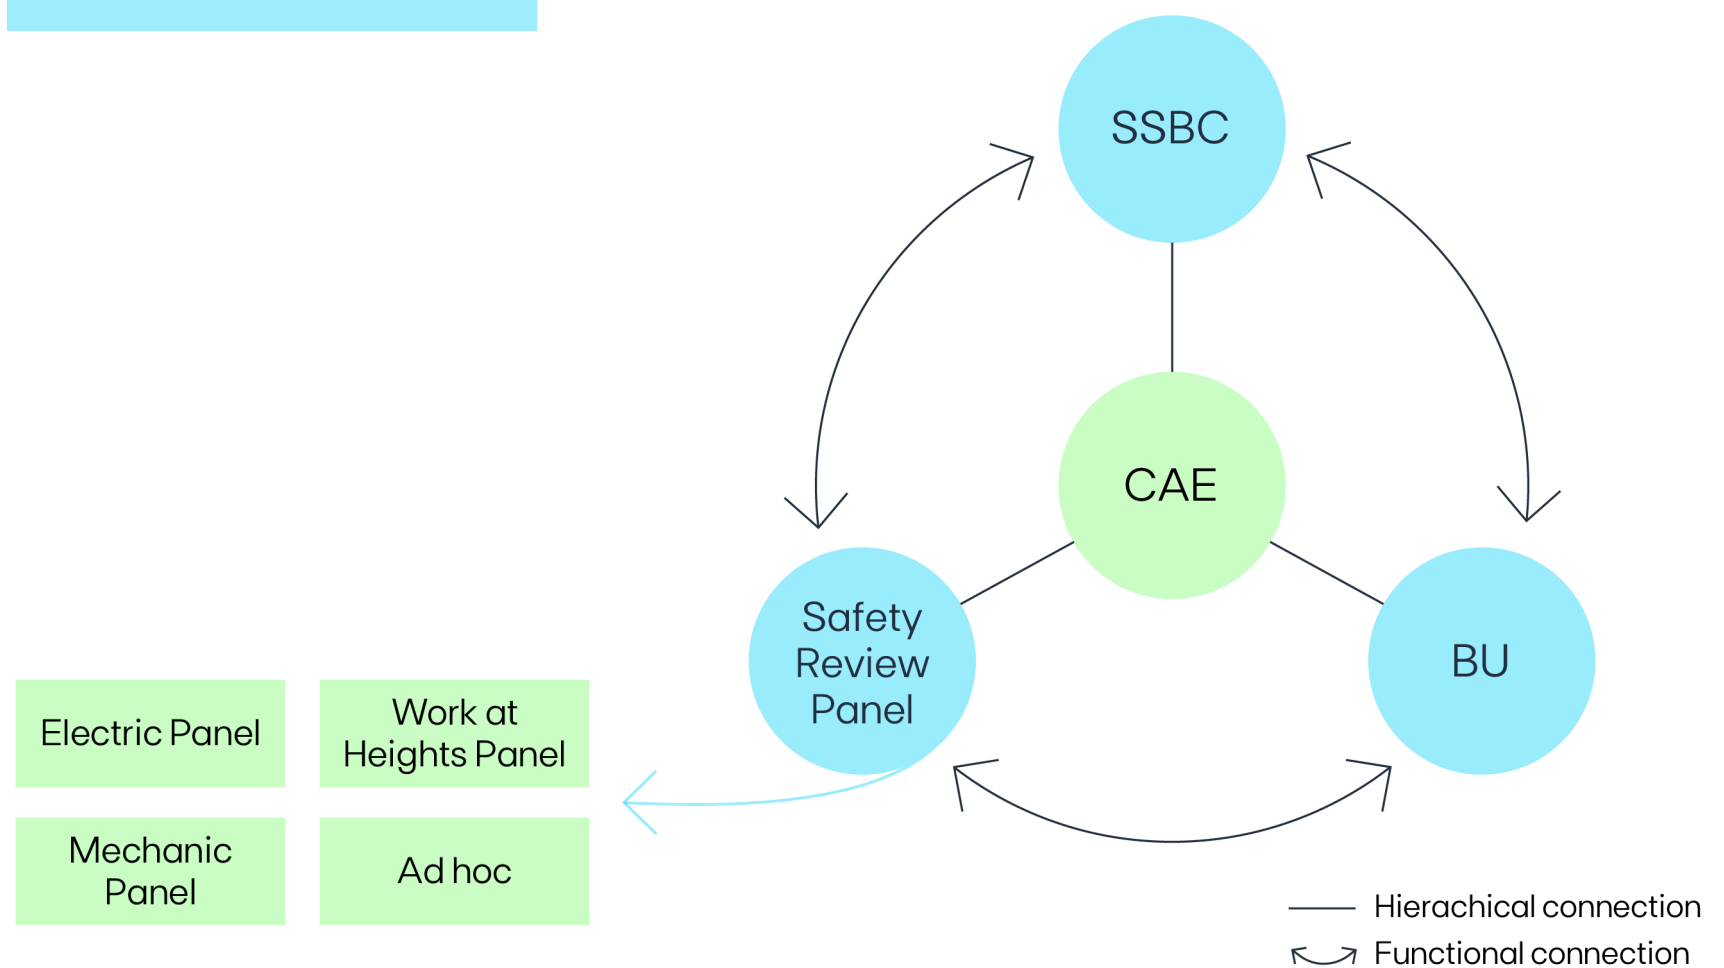 SSBC
CAE
Safety
Review
Panel
BU
Electric Panel
Work at
Heights Panel
Mechanic
Panel
Ad hoc
Hierachical connection
Functional connection